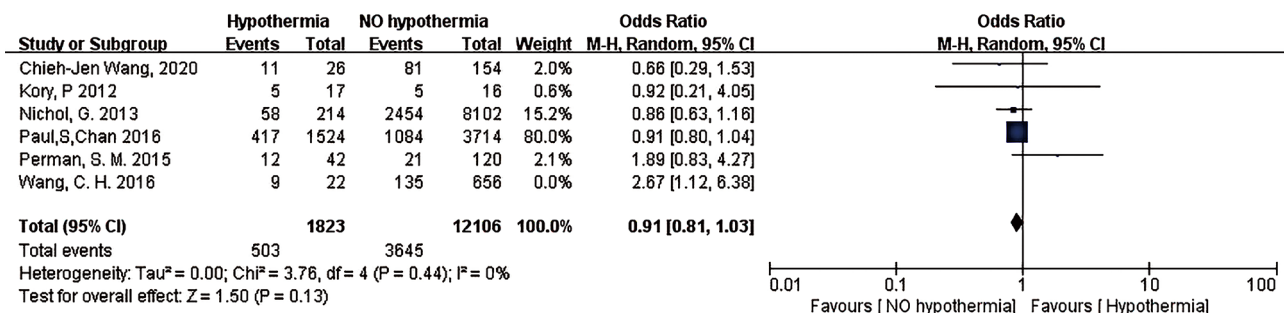 Hypothermia NO hypothermia Odds Ratio Odds Ratio
Study or Subgroup Events Total Events Total Weight M-H, Random, 95% CI M-H, Random, 95% CI
Chieh-Jen Wang, 2020 11 26 81 154 2.0% 0.66 [0.29, 1.53]
Kory, P 2012 5 17 5 16 0.6% 0.92 [0.21, 4.05]
Nichol, G. 2013 58 214 2454 8102 15.2% 0.86 [0.63, 1.16]
Paul,S,Chan 2016 417 1524 1084 3714 80.0% 0.91 [0.80, 1.04]
Perman, S. M. 2015 12 42 21 120 2.1% 1.89 [0.83, 4.27]
Wang, C. H. 2016 9 22 135 656 0.0% 2.67 [1.12, 6.38]
Total (95% CI) 1823 12106 100.0% 0.91 [0.81, 1.03]
Total events 503 3645
Heterogeneity: Tau² = 0.00; Chi² = 3.76, df = 4 (P = 0.44); I² = 0%
Test for overall effect: Z = 1.50 (P = 0.13)
0.01 0.1 1 10 100
Favours [NO hypothermia] Favours [Hypothermia]